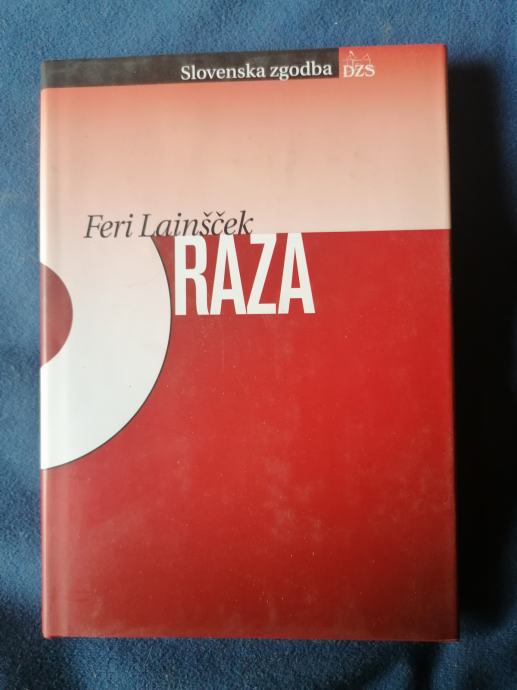 Slovenska zgodba DZS
Feri Lainšček
RAZA